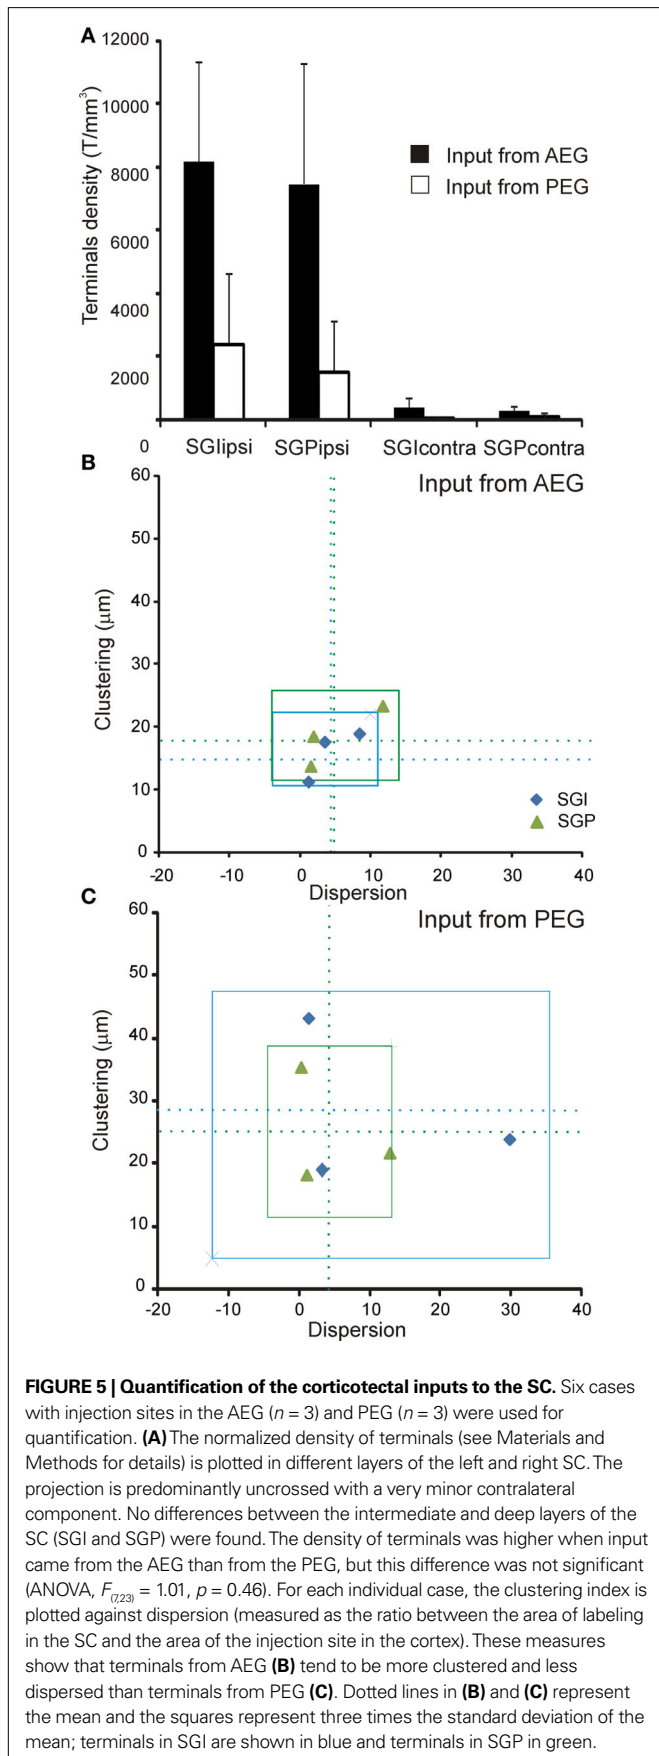 A
12000
10000
8000
6000
4000
2000
0
Terminals density (T/mm³)
Input from AEG
Input from PEG
SGIipsi
SGPipsi
SGIcontra
SGPcontra
B
Input from AEG
60
50
40
30
20
10
0
Clustering (μm)
SGI
SGP
-20 -10 0 10 20 30 40
Dispersion
C
Input from PEG
60
50
40
30
20
10
0
Clustering (μm)
-20 -10 0 10 20 30 40
Dispersion
FIGURE 5 | Quantification of the corticotectal inputs to the SC. Six cases
with injection sites in the AEG (n = 3) and PEG (n = 3) were used for
quantification. (A) The normalized density of terminals (see Materials and
Methods for details) is plotted in different layers of the left and right SC. The
projection is predominantly uncrossed with a very minor contralateral
component. No differences between the intermediate and deep layers of the
SC (SGI and SGP) were found. The density of terminals was higher when input
came from the AEG than from the PEG, but this difference was not significant
(ANOVA, F(7,23) = 1.01, p = 0.46). For each individual case, the clustering index is
plotted against dispersion (measured as the ratio between the area of labeling
in the SC and the area of the injection site in the cortex). These measures
show that terminals from AEG (B) tend to be more clustered and less
dispersed than terminals from PEG (C). Dotted lines in (B) and (C) represent
the mean and the squares represent three times the standard deviation of the
mean; terminals in SGI are shown in blue and terminals in SGP in green.